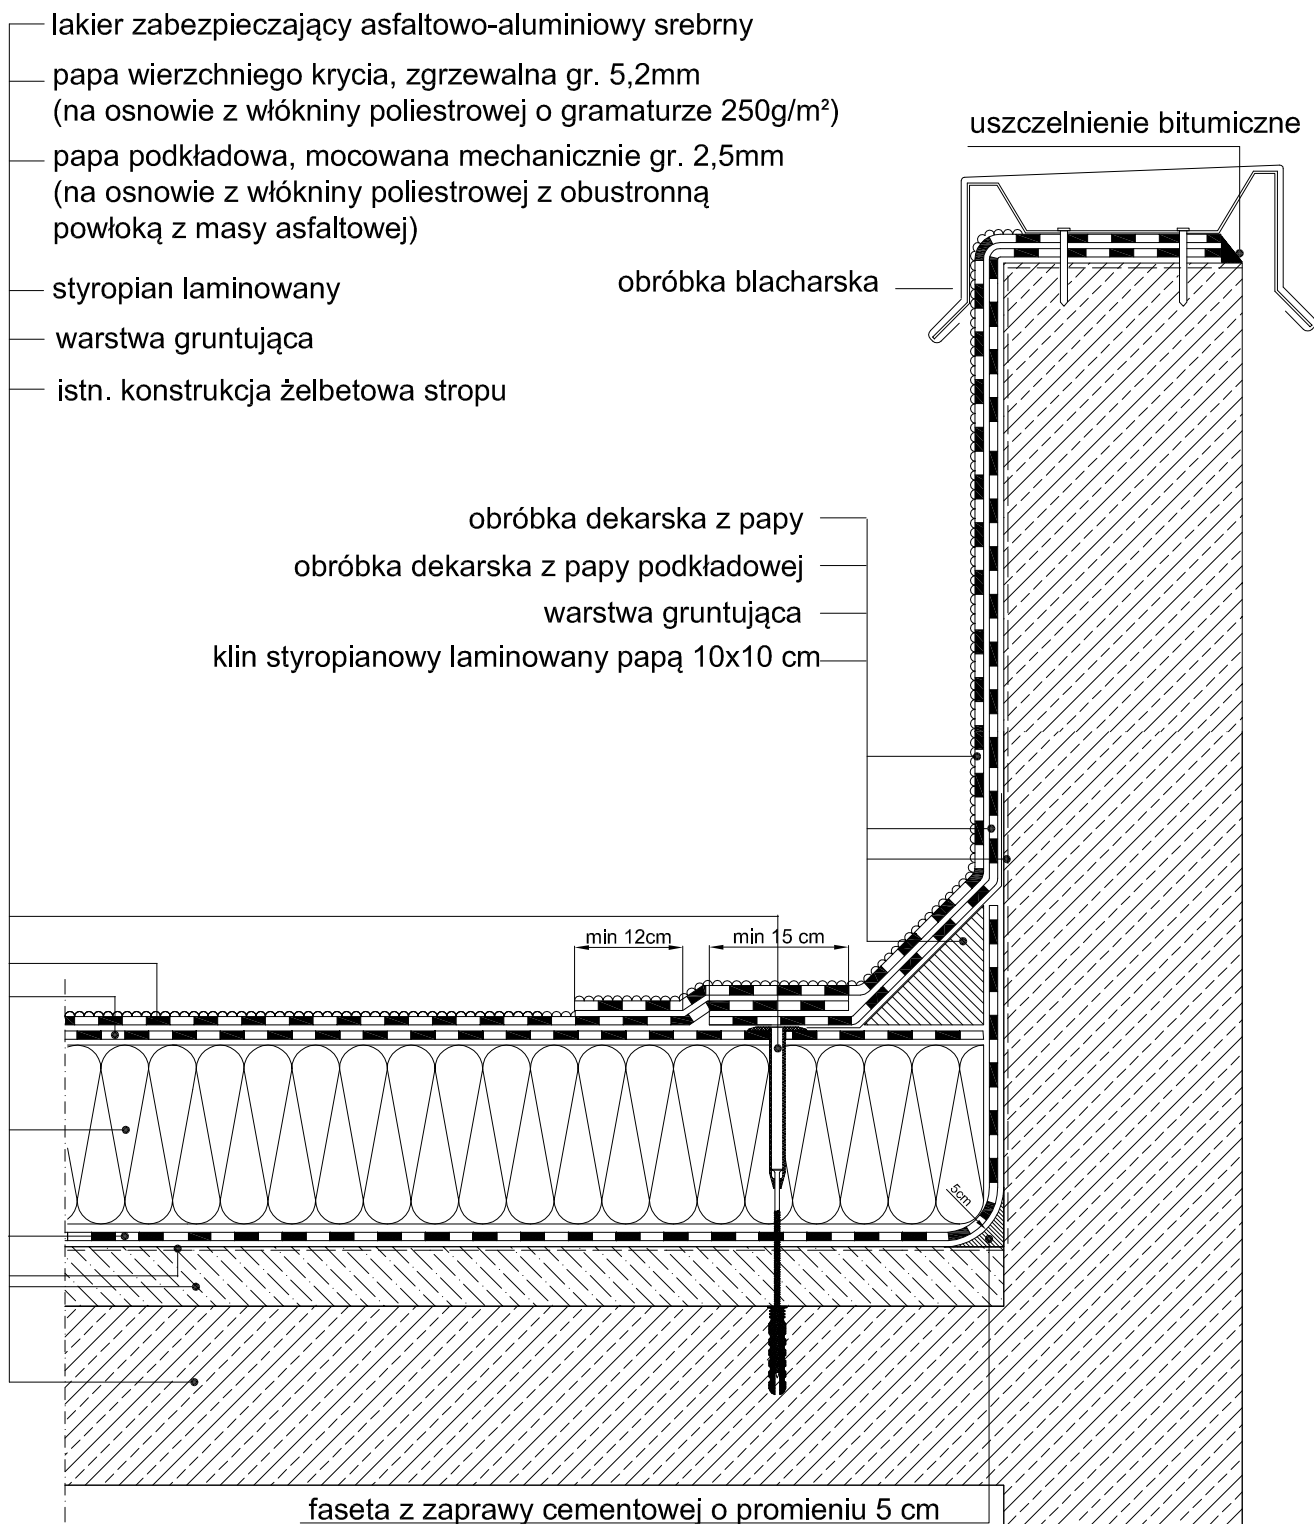 lakier zabezpieczający asfaltowo-aluminiowy srebrny
papa wierzchniego krycia, zgrzewalna gr. 5,2mm
(na osnowie z włókniny poliestrowej o gramaturze 250g/m²)
papa podkładowa, mocowana mechanicznie gr. 2,5mm
(na osnowie z włókniny poliestrowej z obustronną
powłoką z masy asfaltowej)
styropian laminowany
warstwa gruntująca
istn. konstrukcja żelbetowa stropu
uszczelnienie bitumiczne
obróbka blacharska
obróbka dekarska z papy
obróbka dekarska z papy podkładowej
warstwa gruntująca
klin styropianowy laminowany papą 10x10 cm
min 12cm
min 15 cm
5cm
faseta z zaprawy cementowej o promieniu 5 cm